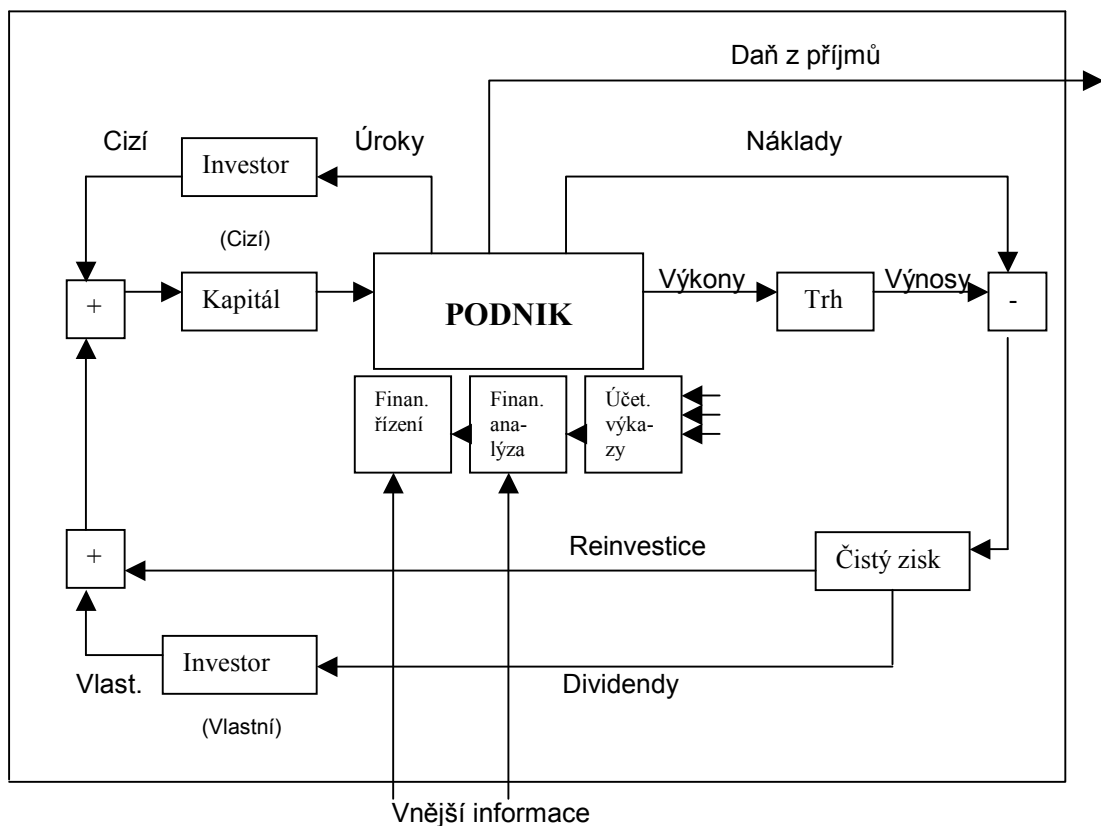 Daň z příjmů
Cizí
Úroky
Náklady
Investor
(Cizí)
+
Kapitál
PODNIK
Výkony
Trh
Výnosy
-
Finan.
řízení
Finan.
ana-
lýza
Účet.
výka-
zy
+
Reinvestice
Čistý zisk
Investor
Vlast.
Dividendy
(Vlastní)
Vnější informace